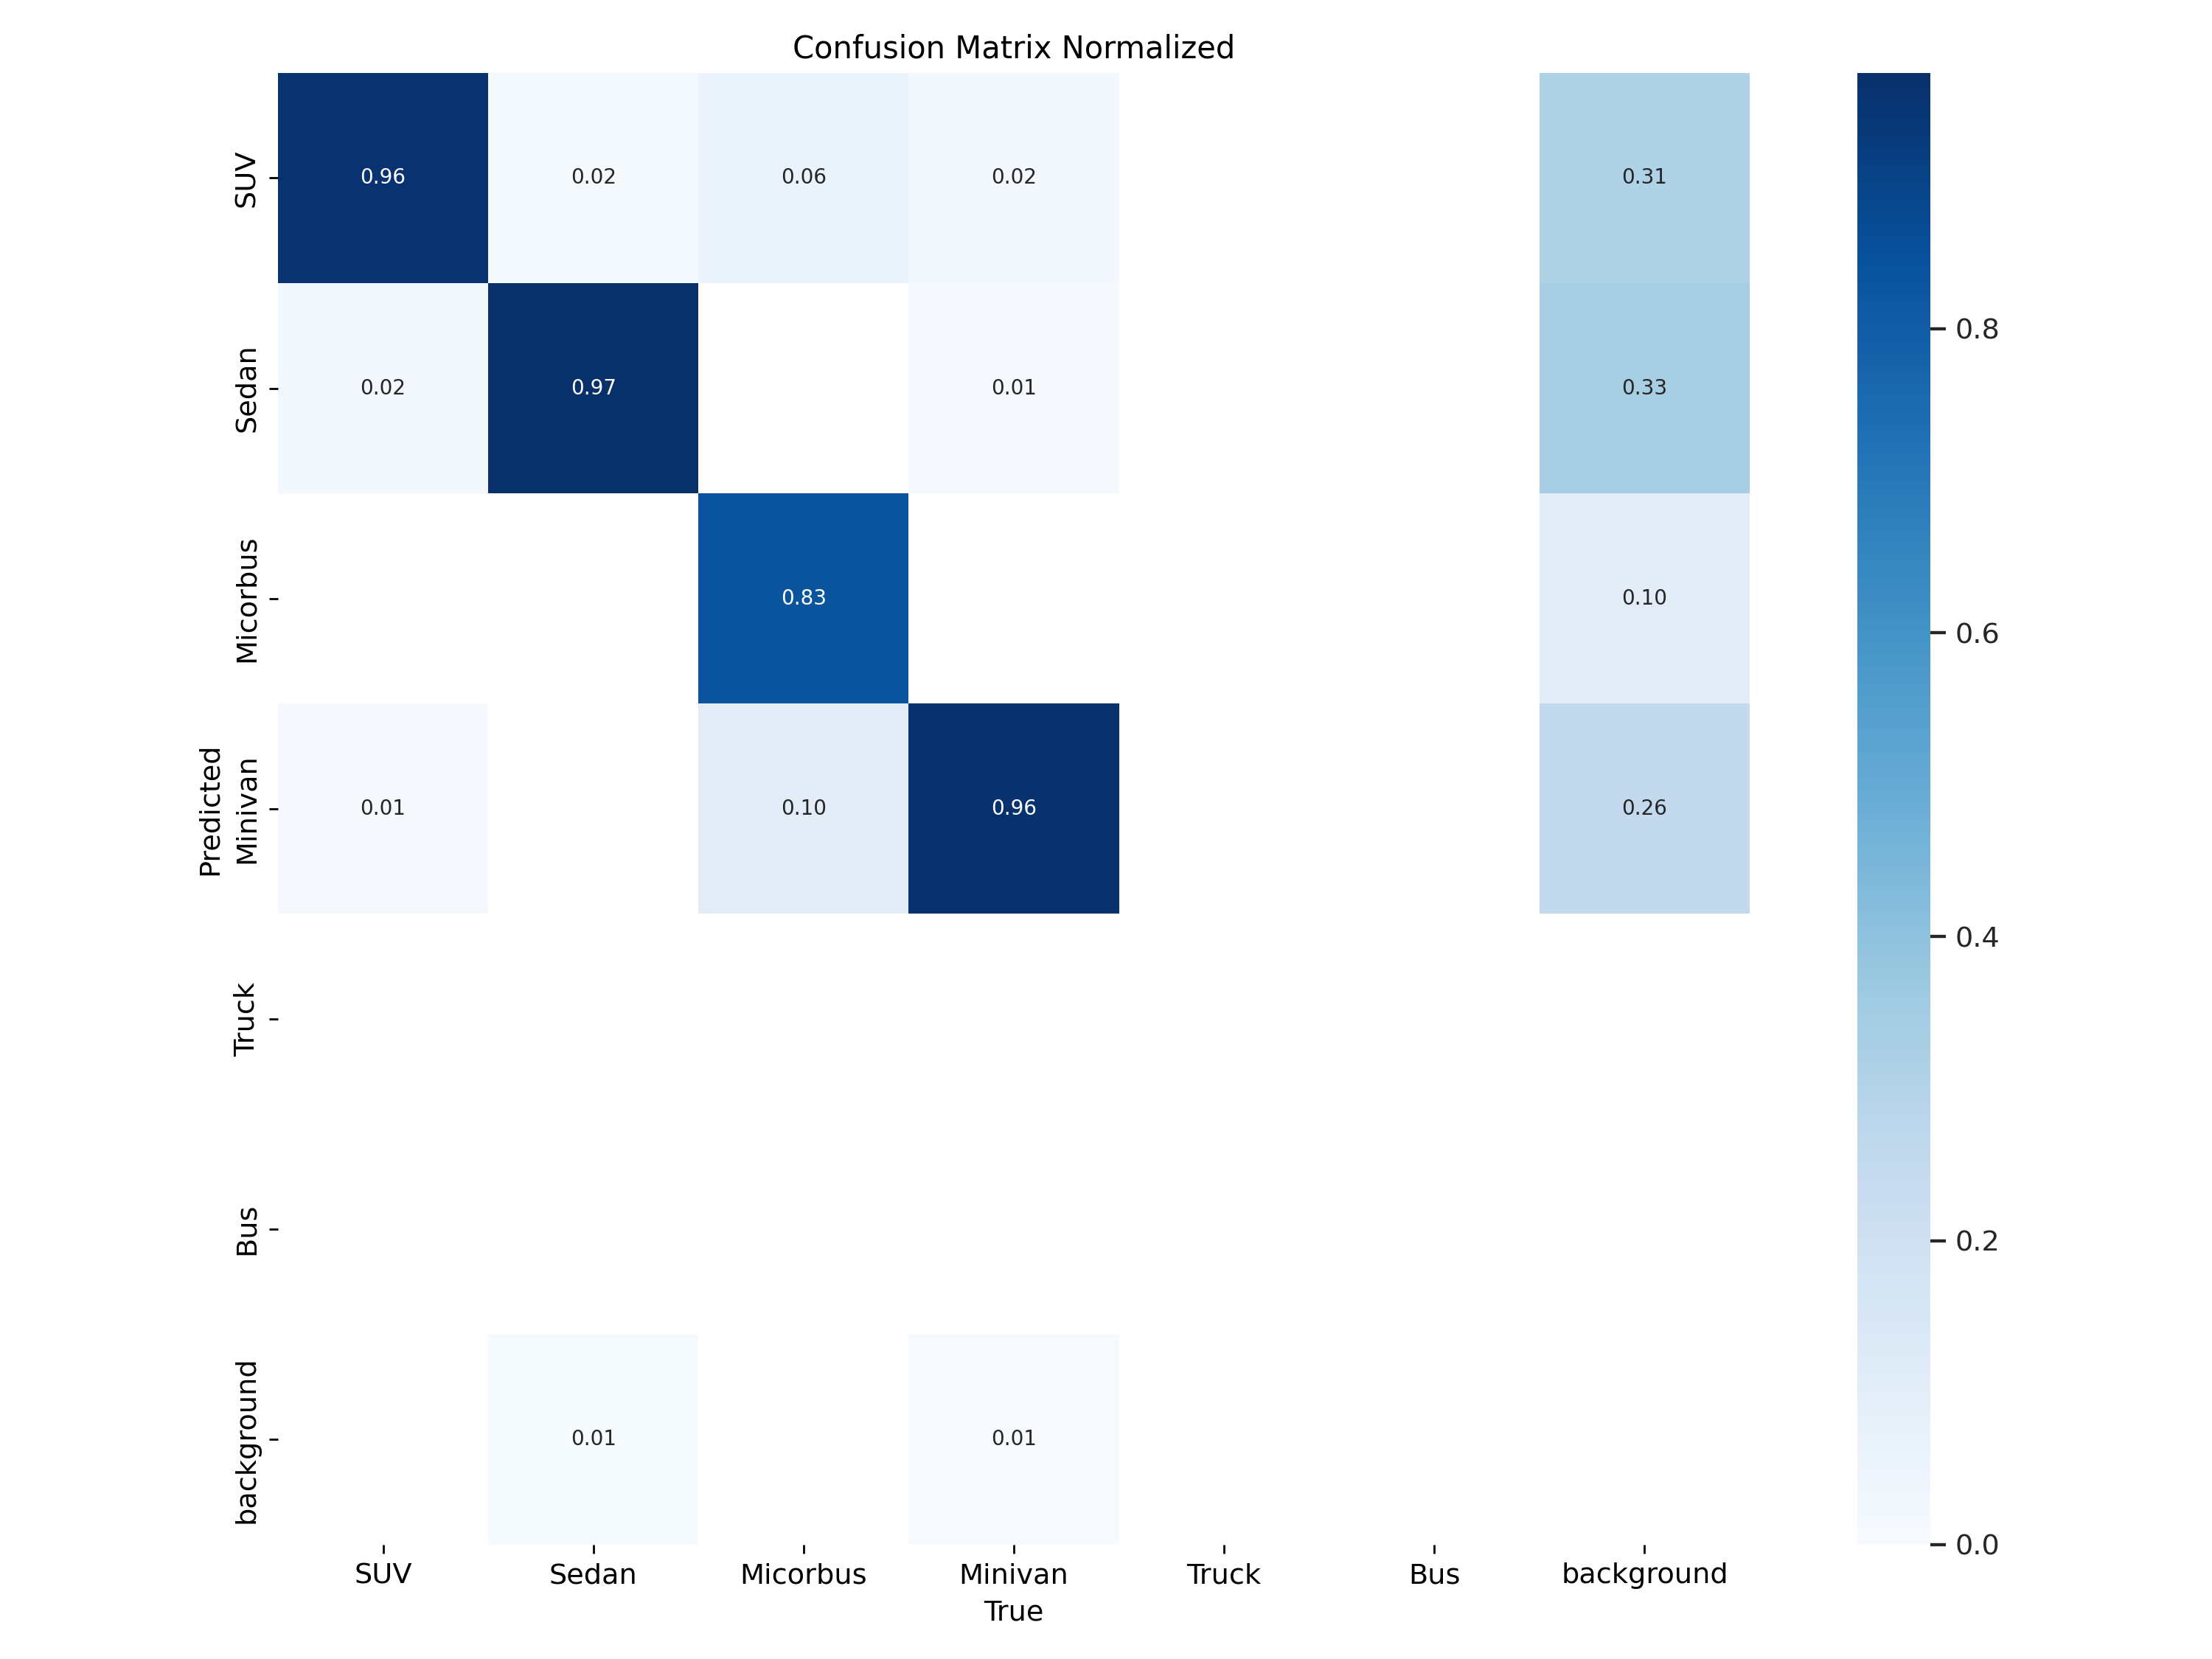 Confusion Matrix Normalized
SUV
0.96
0.02
0.06
0.02
0.31
Sedan
0.02
0.97
0.01
0.33
Micorbus
0.83
0.10
Predicted
Minivan
0.01
0.10
0.96
0.26
Truck
Bus
background
0.01
0.01
SUV
Sedan
Micorbus
Minivan
Truck
Bus
background
True
0.8
0.6
0.4
0.2
0.0